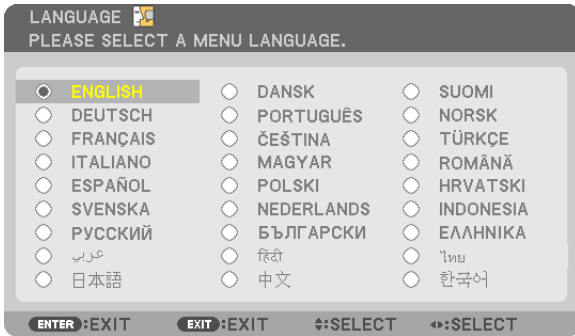 LANGUAGE
PLEASE SELECT A MENU LANGUAGE.
ENGLISH DANSK SUOMI
DEUTSCH PORTUGUÊS NORSK
FRANÇAIS ČEŠTINA TÜRKÇE
ITALIANO MAGYAR ROMÂNĂ
ESPAÑOL POLSKI HRVATSKI
SVENSKA NEDERLANDS INDONESIA
РУССКИЙ БЪЛГАРСКИ ΕΛΛΗΝΙΚΑ
عربي हिंदी ไทย
日本語 中文 한국어
ENTER :EXIT EXIT :EXIT :SELECT :SELECT